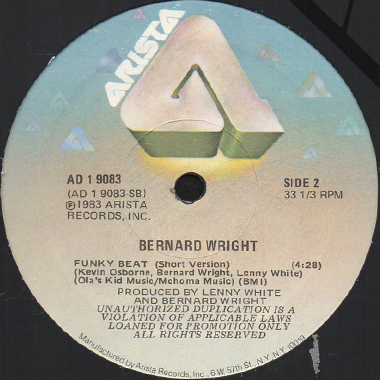 ARISTA
AD 1 9083
(AD 1 9083-SB)
Ⓟ1983 ARISTA
RECORDS, INC.
SIDE 2
33 1/3 RPM
BERNARD WRIGHT
FUNKY BEAT (Short Version) (4:28)
(Kevin Osborne, Bernard Wright, Lenny White)
(Ola's Kid Music/Mchoma Music) (BMI)
PRODUCED BY LENNY WHITE
AND BERNARD WRIGHT
UNAUTHORIZED DUPLICATION IS A
VIOLATION OF APPLICABLE LAWS
LOANED FOR PROMOTION ONLY
ALL RIGHTS RESERVED
Manufactured by Arista Records, Inc., 6 W. 57th St., N.Y., N.Y. 10019